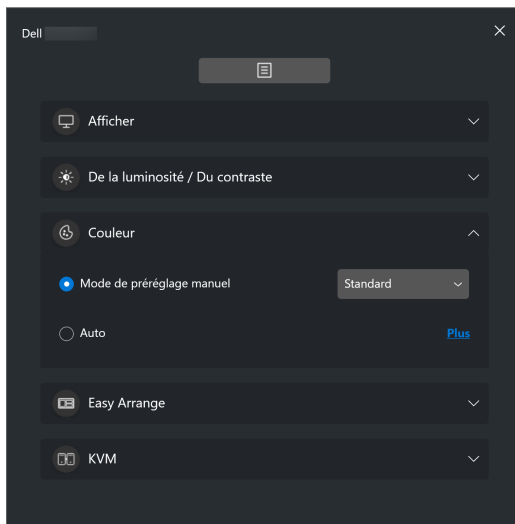 Dell
Afficher
De la luminosité / Du contraste
Couleur
Mode de préréglage manuel Standard
Auto Plus
Easy Arrange
KVM